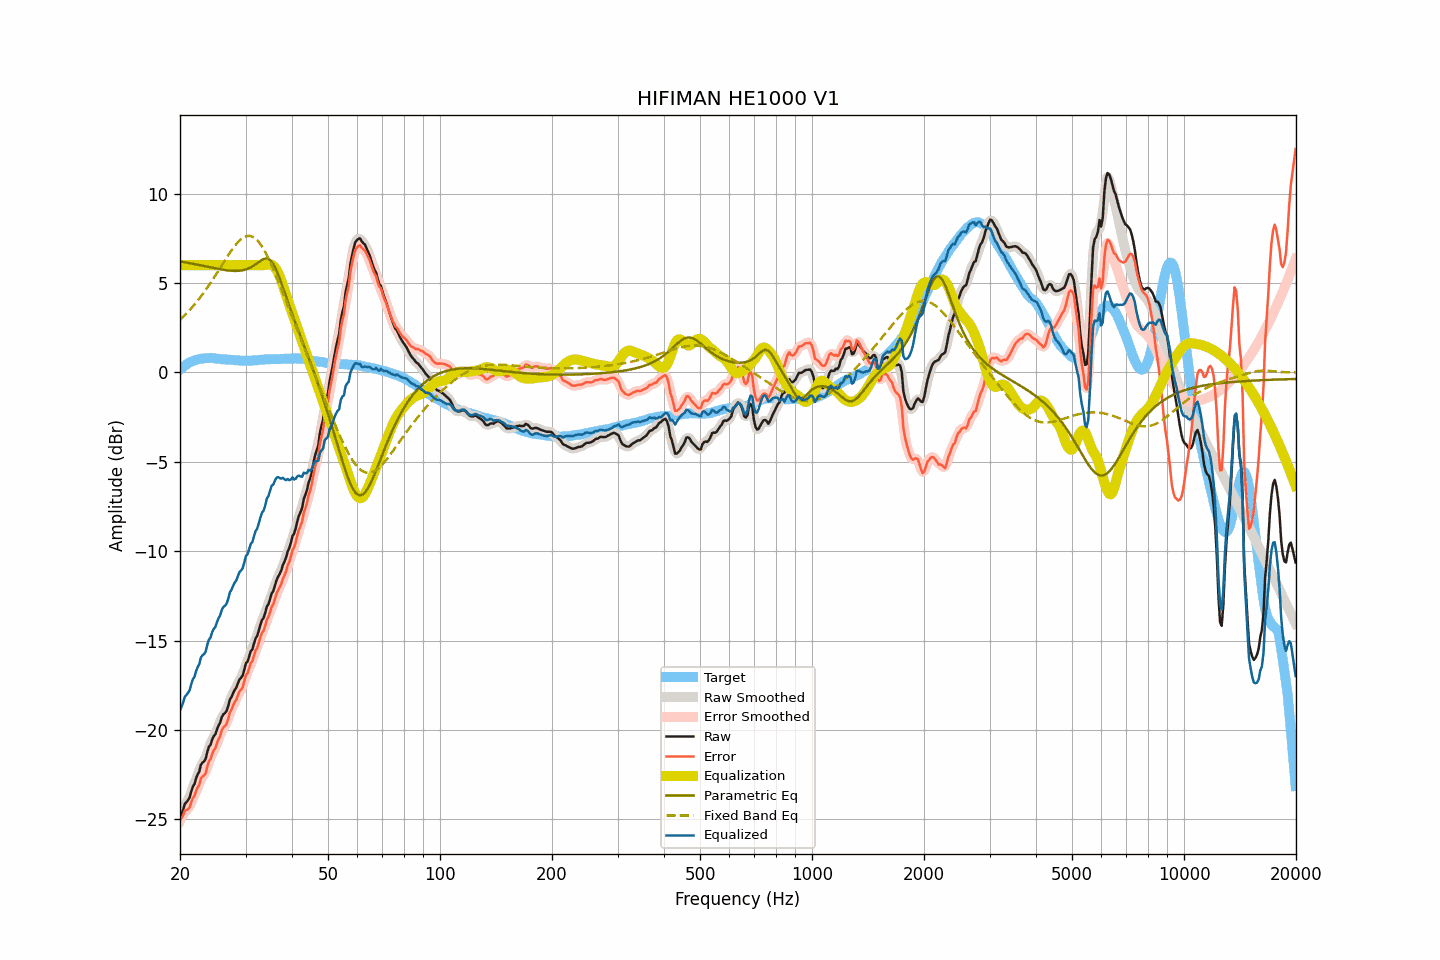 HIFIMAN HE1000 V1
Amplitude (dBr)
10
5
0
−5
−10
−15
−20
−25
Target
Raw Smoothed
Error Smoothed
Raw
Error
Equalization
Parametric Eq
Fixed Band Eq
Equalized
20 50 100 200 500 1000 2000 5000 10000 20000
Frequency (Hz)